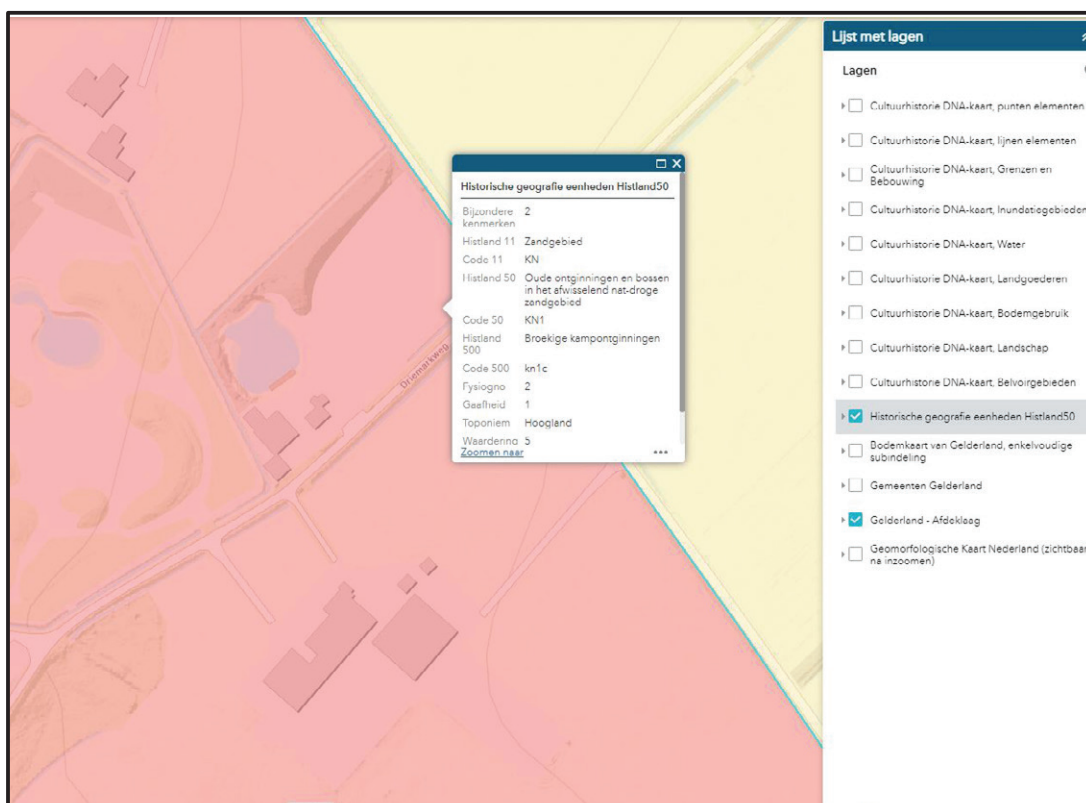 Lijst met lagen
Lagen
Cultuurhistorie DNA-kaart, punten elementen
Cultuurhistorie DNA-kaart, lijnen elementen
Cultuurhistorie DNA-kaart, Grenzen en
Bebouwing
Cultuurhistorie DNA-kaart, Inundatiegebieden
Cultuurhistorie DNA-kaart, Water
Cultuurhistorie DNA-kaart, Landgoederen
Cultuurhistorie DNA-kaart, Bodemgebruik
Cultuurhistorie DNA-kaart, Landschap
Cultuurhistorie DNA-kaart, Belvoirgebieden
Historische geografie eenheden Histland50
Bodemkaart van Gelderland, enkelvoudige
subindeling
Gemeenten Gelderland
Gelderland - Afdeklaag
Geomorfologische Kaart Nederland (zichtbaar
na inzoomen)
Historische geografie eenheden Histland50
Bijzondere 2
kenmerken
Histland 11 Zandgebied
Code 11 KN
Histland 50 Oude ontginningen en bossen
in het afwisselend nat-droge
zandgebied
Code 50 KN1
Histland Broekige kampontginningen
500
Code 500 kn1c
Fysiogno 2
Gaafheid 1
Toponiem Hoogland
Waardering 5
Zoomen naar
Driemarkweg